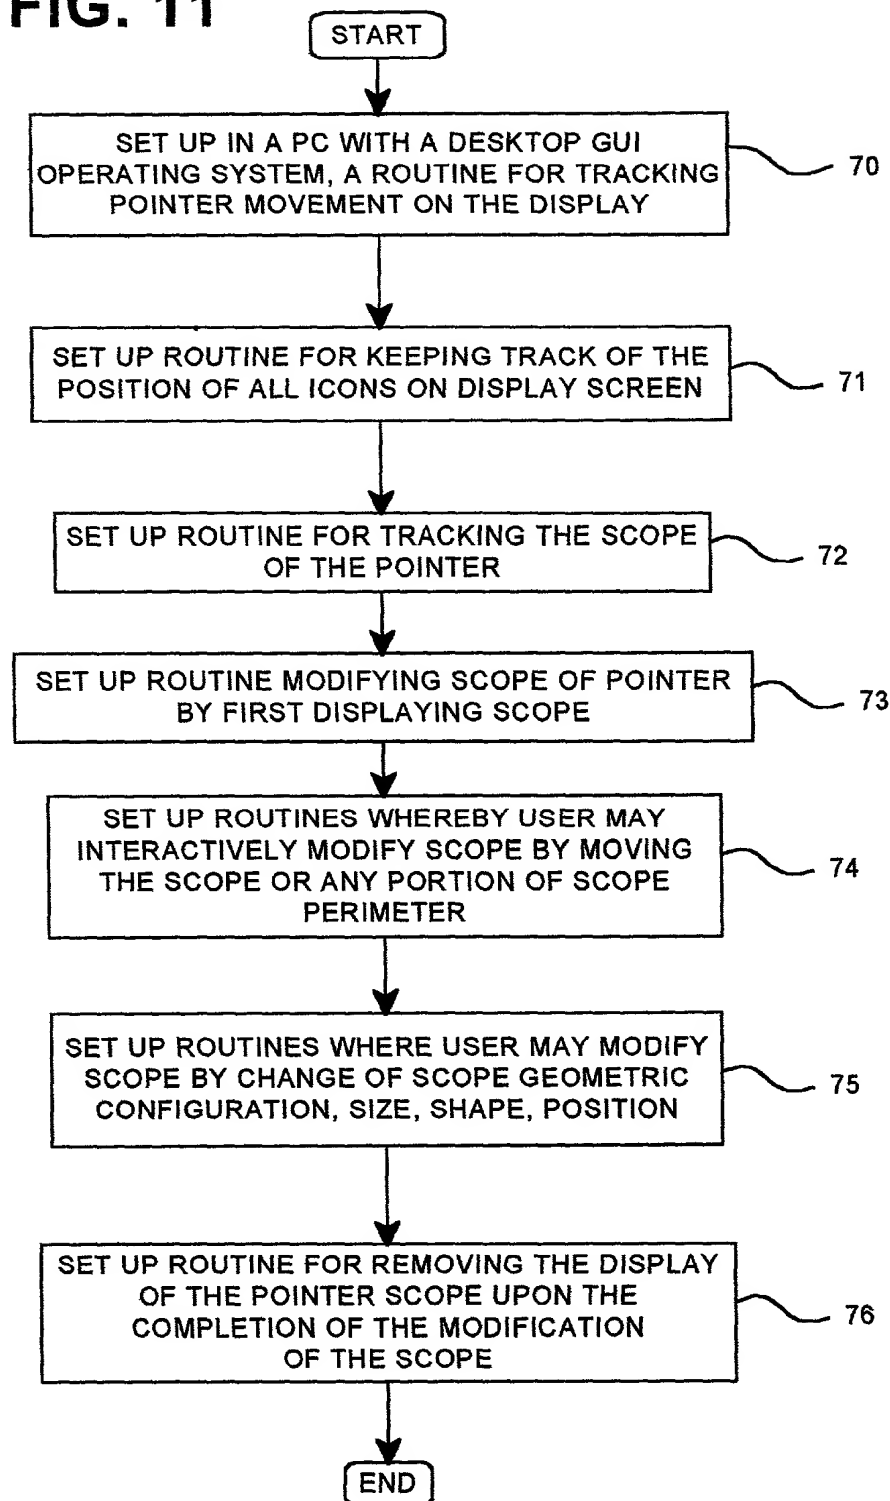 FIG. 11
START
SET UP IN A PC WITH A DESKTOP GUI
OPERATING SYSTEM, A ROUTINE FOR TRACKING
POINTER MOVEMENT ON THE DISPLAY
70
SET UP ROUTINE FOR KEEPING TRACK OF THE
POSITION OF ALL ICONS ON DISPLAY SCREEN
71
SET UP ROUTINE FOR TRACKING THE SCOPE
OF THE POINTER
72
SET UP ROUTINE MODIFYING SCOPE OF POINTER
BY FIRST DISPLAYING SCOPE
73
SET UP ROUTINES WHEREBY USER MAY
INTERACTIVELY MODIFY SCOPE BY MOVING
THE SCOPE OR ANY PORTION OF SCOPE
PERIMETER
74
SET UP ROUTINES WHERE USER MAY MODIFY
SCOPE BY CHANGE OF SCOPE GEOMETRIC
CONFIGURATION, SIZE, SHAPE, POSITION
75
SET UP ROUTINE FOR REMOVING THE DISPLAY
OF THE POINTER SCOPE UPON THE
COMPLETION OF THE MODIFICATION
OF THE SCOPE
76
END